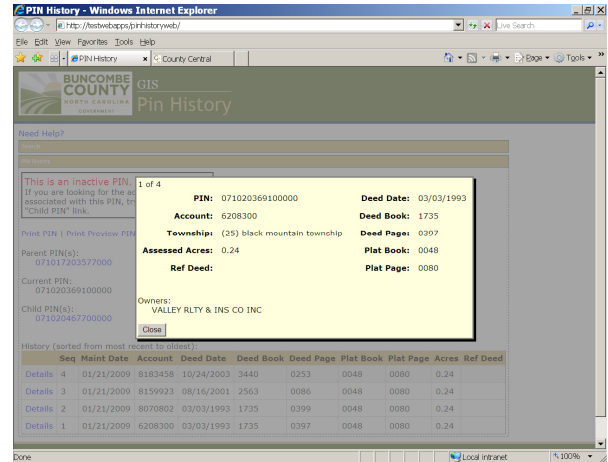 PIN History - Windows Internet Explorer
http://testwebapps/pinhistoryweb/
Live Search
File Edit View Favorites Tools Help
PIN History County Central
Page Tools
BUNCOMBE
COUNTY
NORTH CAROLINA
GOVERNMENT
GIS
Pin History
Need Help?
Search
This is an inactive PIN.
If you are looking for the ac
associated with this PIN, try
"Child PIN" link.
Print PIN | Print Preview PIN
Parent PIN(s):
071017203577000
Current PIN:
071020369100000
Child PIN(s):
071020467700000
1 of 4
PIN: 071020369100000 Deed Date: 03/03/1993
Account: 6208300 Deed Book: 1735
Township: (25) black mountain township Deed Page: 0397
Assessed Acres: 0.24 Plat Book: 0048
Ref Deed: Plat Page: 0080
Owners:
VALLEY RLTY & INS CO INC
Close
History (sorted from most recent to oldest):
Seq Maint Date Account Deed Date Deed Book Deed Page Plat Book Plat Page Acres Ref Deed
Details 4 01/21/2009 8183458 10/24/2003 3440 0253 0048 0080 0.24
Details 3 01/21/2009 8159923 08/16/2001 2563 0086 0048 0080 0.24
Details 2 01/21/2009 8070802 03/03/1993 1735 0399 0048 0080 0.24
Details 1 01/21/2009 6208300 03/03/1993 1735 0397 0048 0080 0.24
Done Local intranet 100%